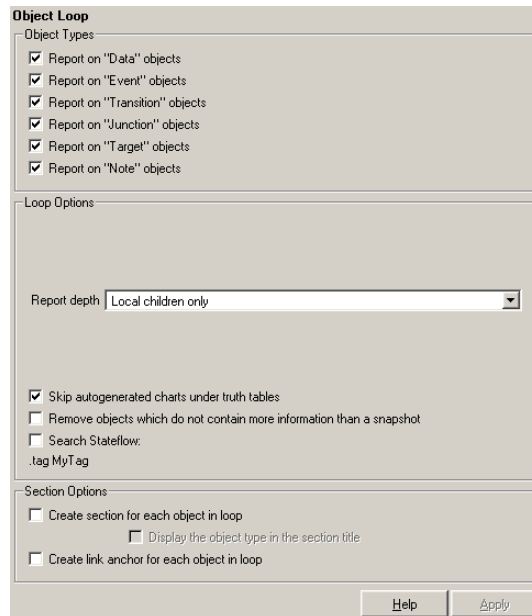 Object Loop
Object Types
Report on "Data" objects
Report on "Event" objects
Report on "Transition" objects
Report on "Junction" objects
Report on "Target" objects
Report on "Note" objects
Loop Options
Report depth Local children only
Skip autogenerated charts under truth tables
Remove objects which do not contain more information than a snapshot
Search Stateflow:
.tag MyTag
Section Options
Create section for each object in loop
Display the object type in the section title
Create link anchor for each object in loop
Help Apply